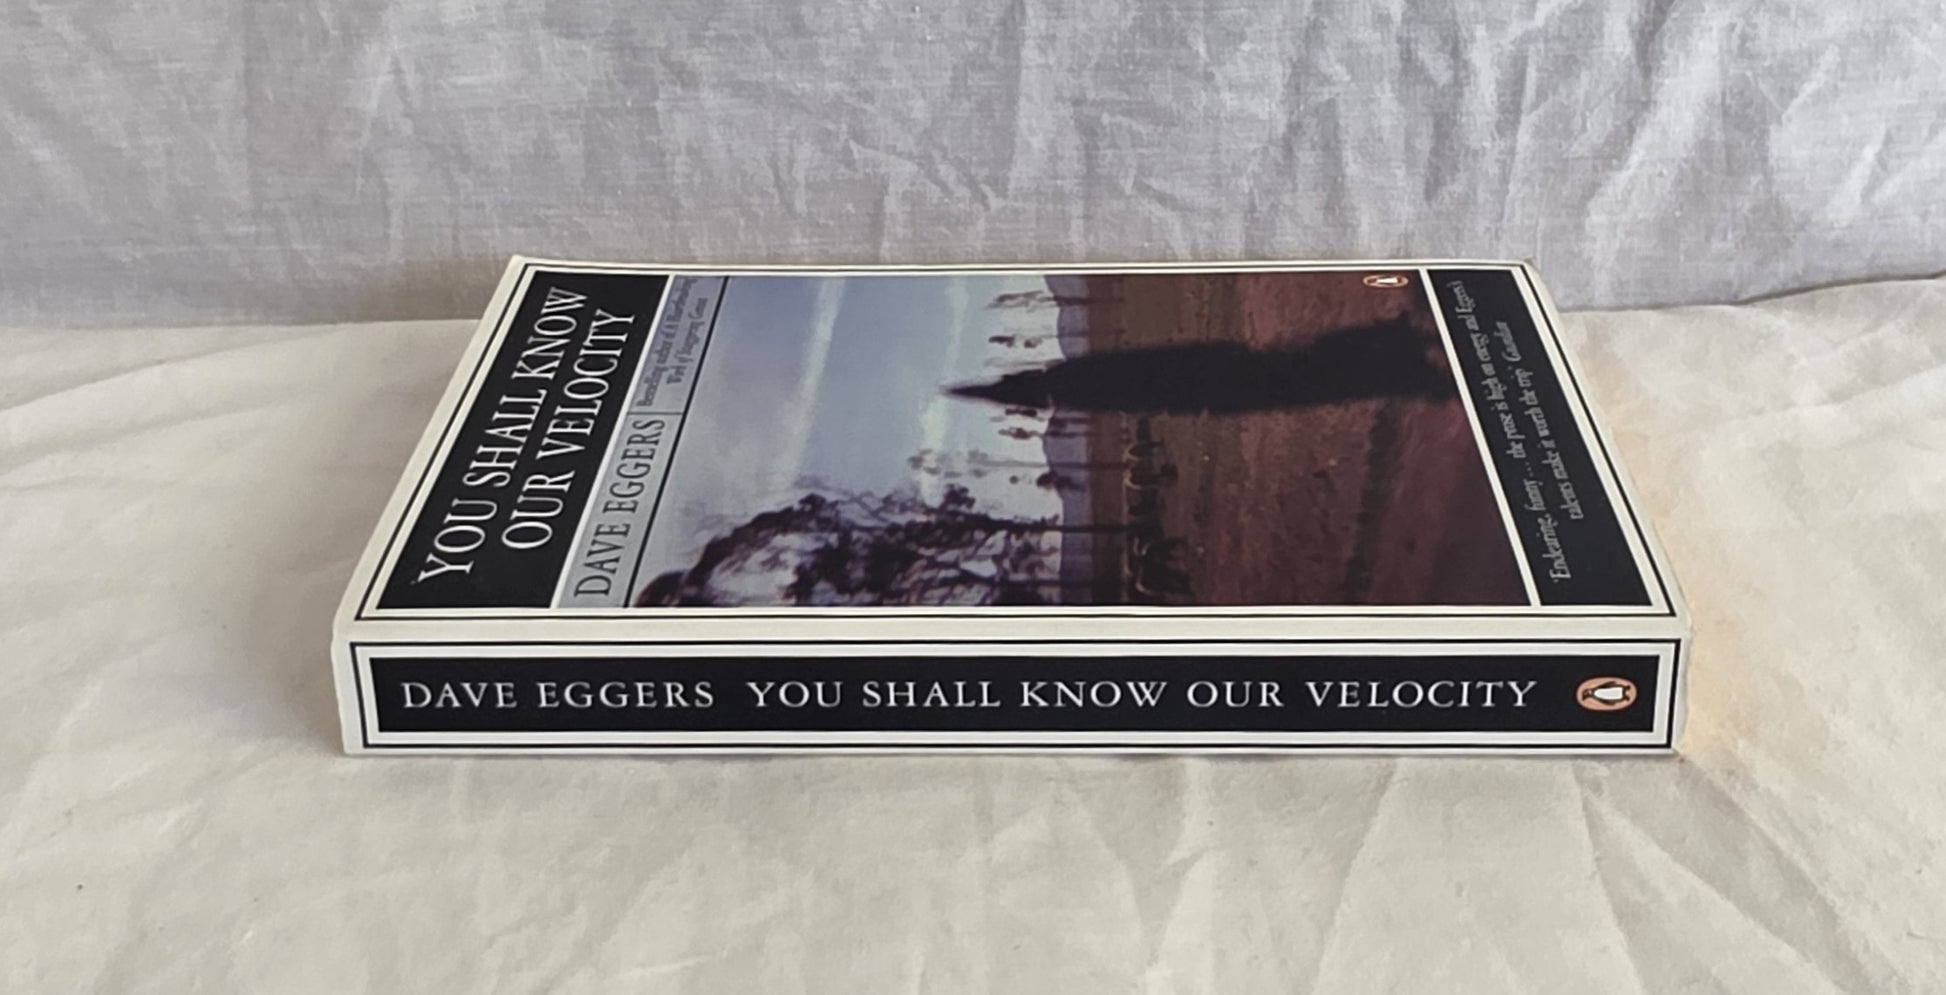 YOU SHALL KNOW
OUR VELOCITY
DAVE EGGERS
Bestselling author of A Heartbreaking
Work of Staggering Genius
'Endearing, funny ... the prose is high on energy and Eggers's
talents make it worth the trip' Guardian
DAVE EGGERS YOU SHALL KNOW OUR VELOCITY